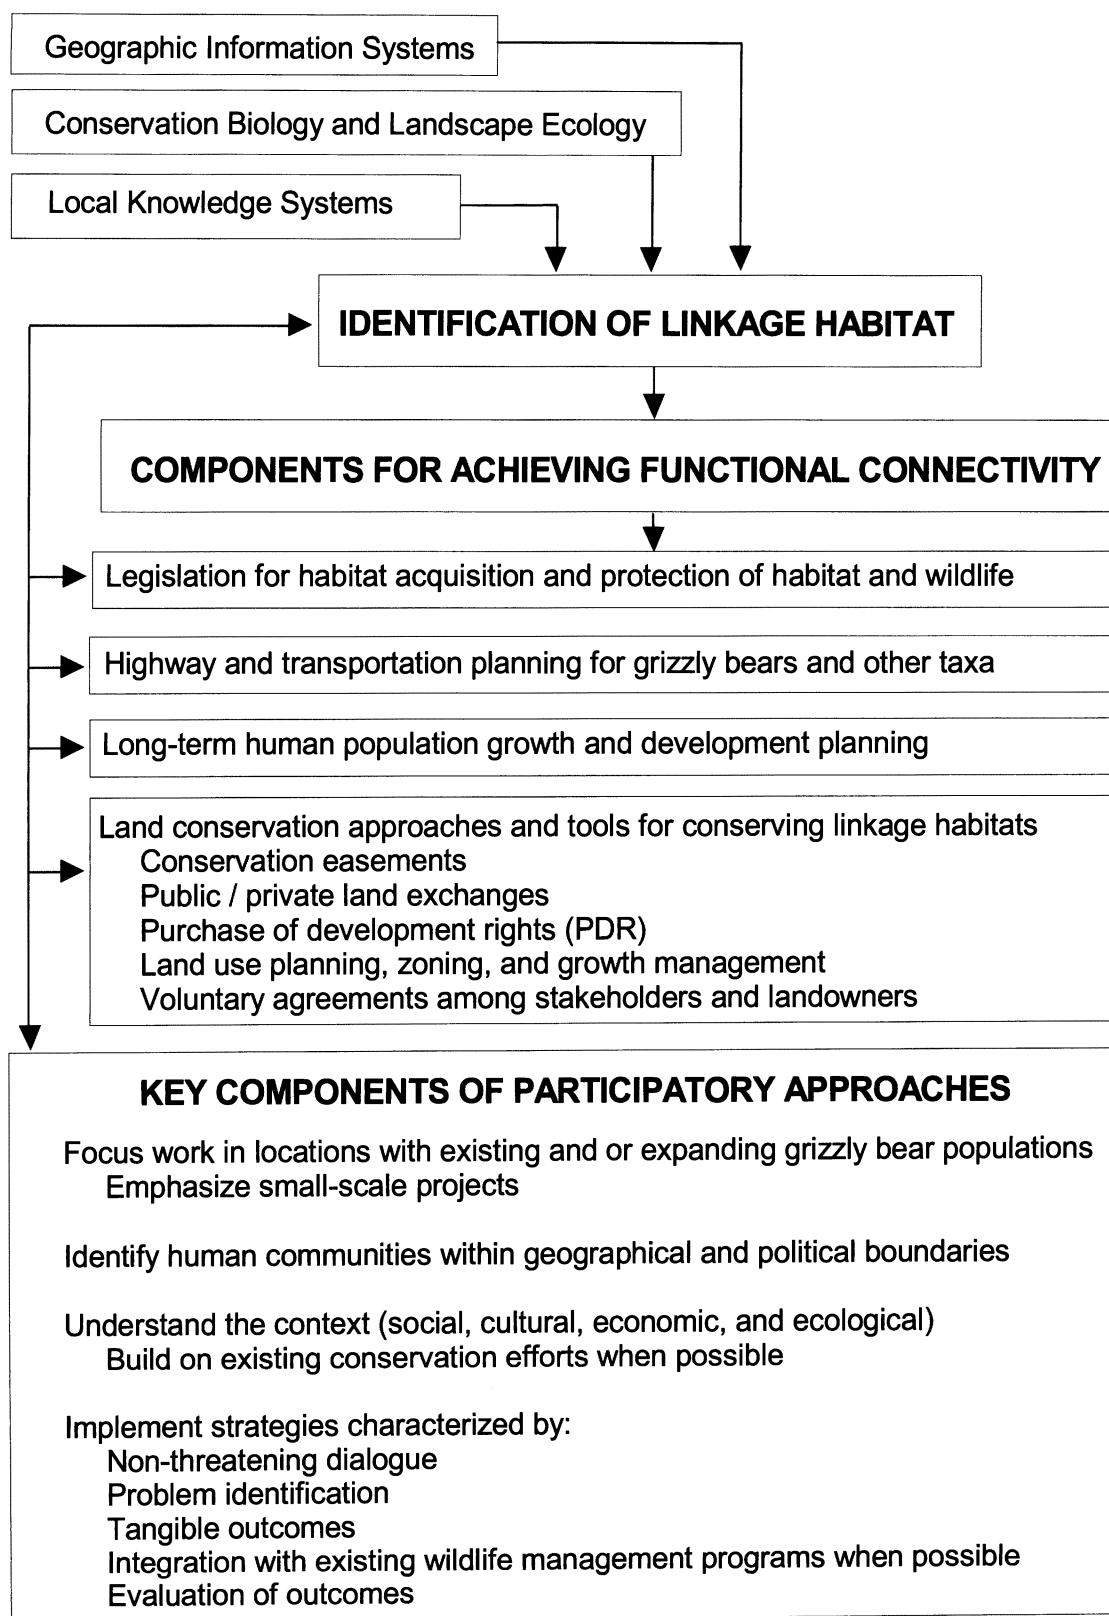 Geographic Information Systems
Conservation Biology and Landscape Ecology
Local Knowledge Systems
IDENTIFICATION OF LINKAGE HABITAT
COMPONENTS FOR ACHIEVING FUNCTIONAL CONNECTIVITY
Legislation for habitat acquisition and protection of habitat and wildlife
Highway and transportation planning for grizzly bears and other taxa
Long-term human population growth and development planning
Land conservation approaches and tools for conserving linkage habitats
Conservation easements
Public / private land exchanges
Purchase of development rights (PDR)
Land use planning, zoning, and growth management
Voluntary agreements among stakeholders and landowners
KEY COMPONENTS OF PARTICIPATORY APPROACHES
Focus work in locations with existing and or expanding grizzly bear populations
Emphasize small-scale projects
Identify human communities within geographical and political boundaries
Understand the context (social, cultural, economic, and ecological)
Build on existing conservation efforts when possible
Implement strategies characterized by:
Non-threatening dialogue
Problem identification
Tangible outcomes
Integration with existing wildlife management programs when possible
Evaluation of outcomes